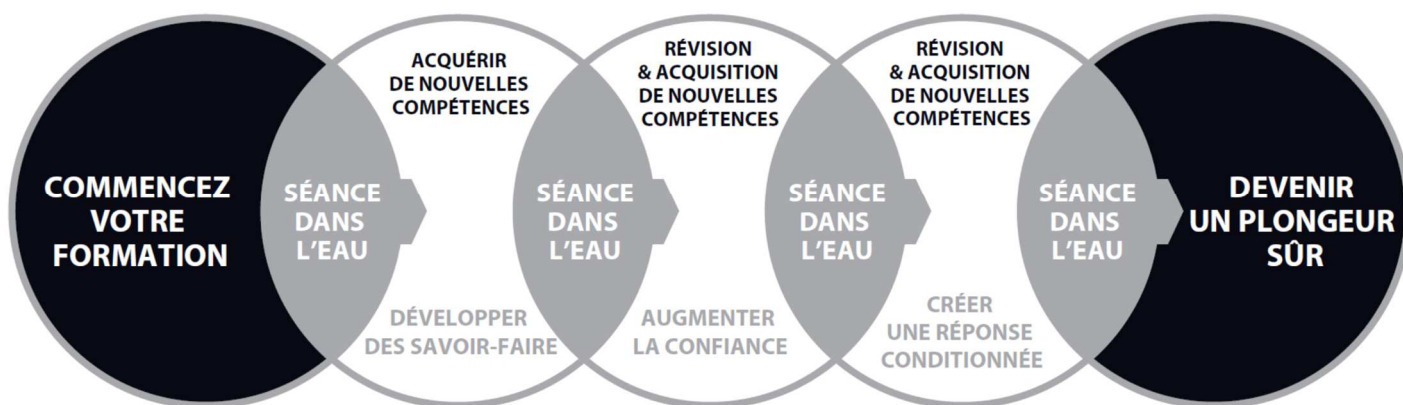 COMMENCEZ
VOTRE
FORMATION
SÉANCE
DANS
L'EAU
ACQUÉRIR
DE NOUVELLES
COMPÉTENCES
DÉVELOPPER
DES SAVOIR-FAIRE
SÉANCE
DANS
L'EAU
RÉVISION
& ACQUISITION
DE NOUVELLES
COMPÉTENCES
AUGMENTER
LA CONFIANCE
SÉANCE
DANS
L'EAU
RÉVISION
& ACQUISITION
DE NOUVELLES
COMPÉTENCES
CRÉER
UNE RÉPONSE
CONDITIONNÉE
SÉANCE
DANS
L'EAU
DEVENIR
UN PLONGEUR
SÛR